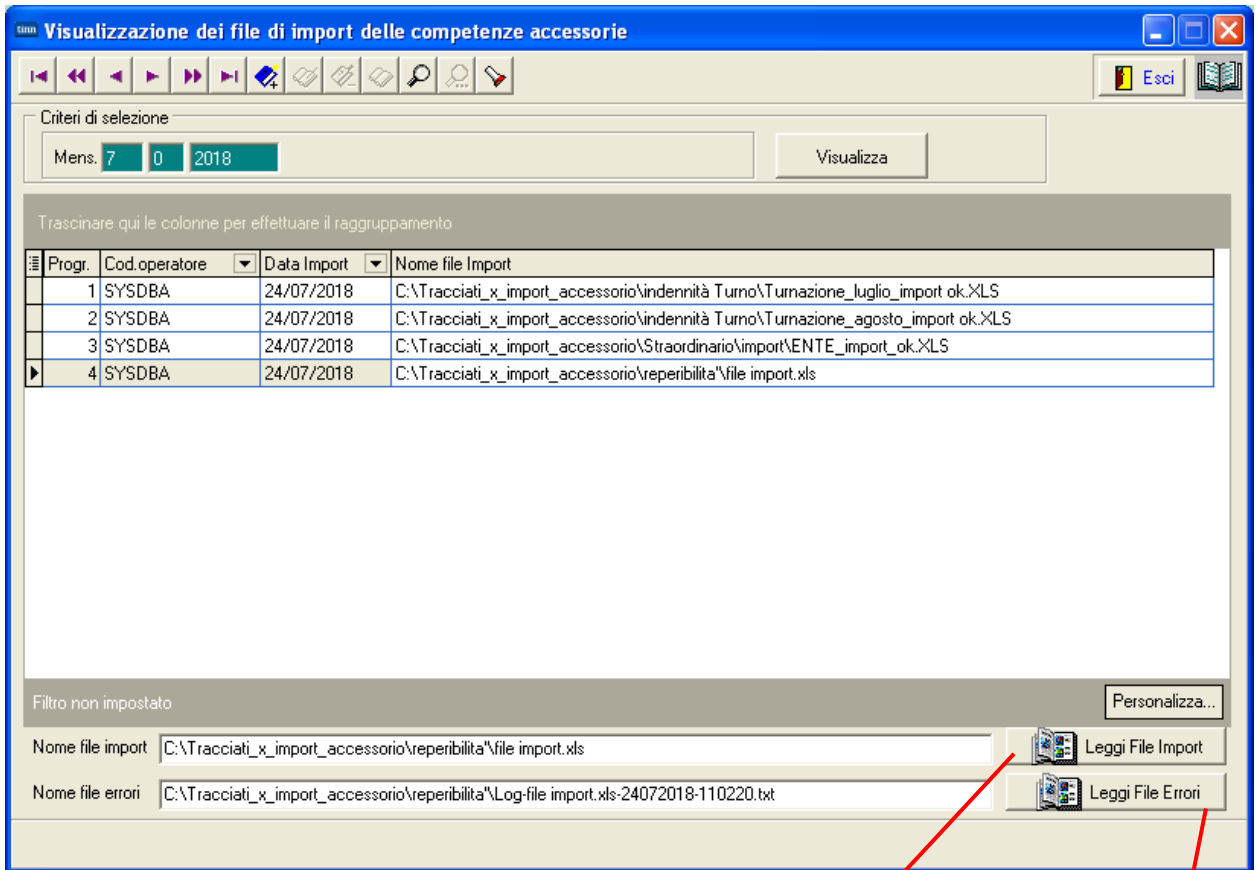 tinn Visualizzazione dei file di import delle competenze accessorie
Esci
Criteri di selezione
Mens. 7 0 2018 Visualizza
Trascinare qui le colonne per effettuare il raggruppamento
Progr. Cod.operatore Data Import Nome file Import
1 SYSDBA 24/07/2018 C:\Tracciati_x_import_accessorio\indennità Turno\Turnazione_luglio_import ok.XLS
2 SYSDBA 24/07/2018 C:\Tracciati_x_import_accessorio\indennità Turno\Turnazione_agosto_import ok.XLS
3 SYSDBA 24/07/2018 C:\Tracciati_x_import_accessorio\Straordinario\import\ENTE_import_ok.XLS
4 SYSDBA 24/07/2018 C:\Tracciati_x_import_accessorio\reperibilita'\file import.xls
Filtro non impostato Personalizza...
Nome file import C:\Tracciati_x_import_accessorio\reperibilita'\file import.xls Leggi File Import
Nome file errori C:\Tracciati_x_import_accessorio\reperibilita'\Log-file import.xls-24072018-110220.txt Leggi File Errori